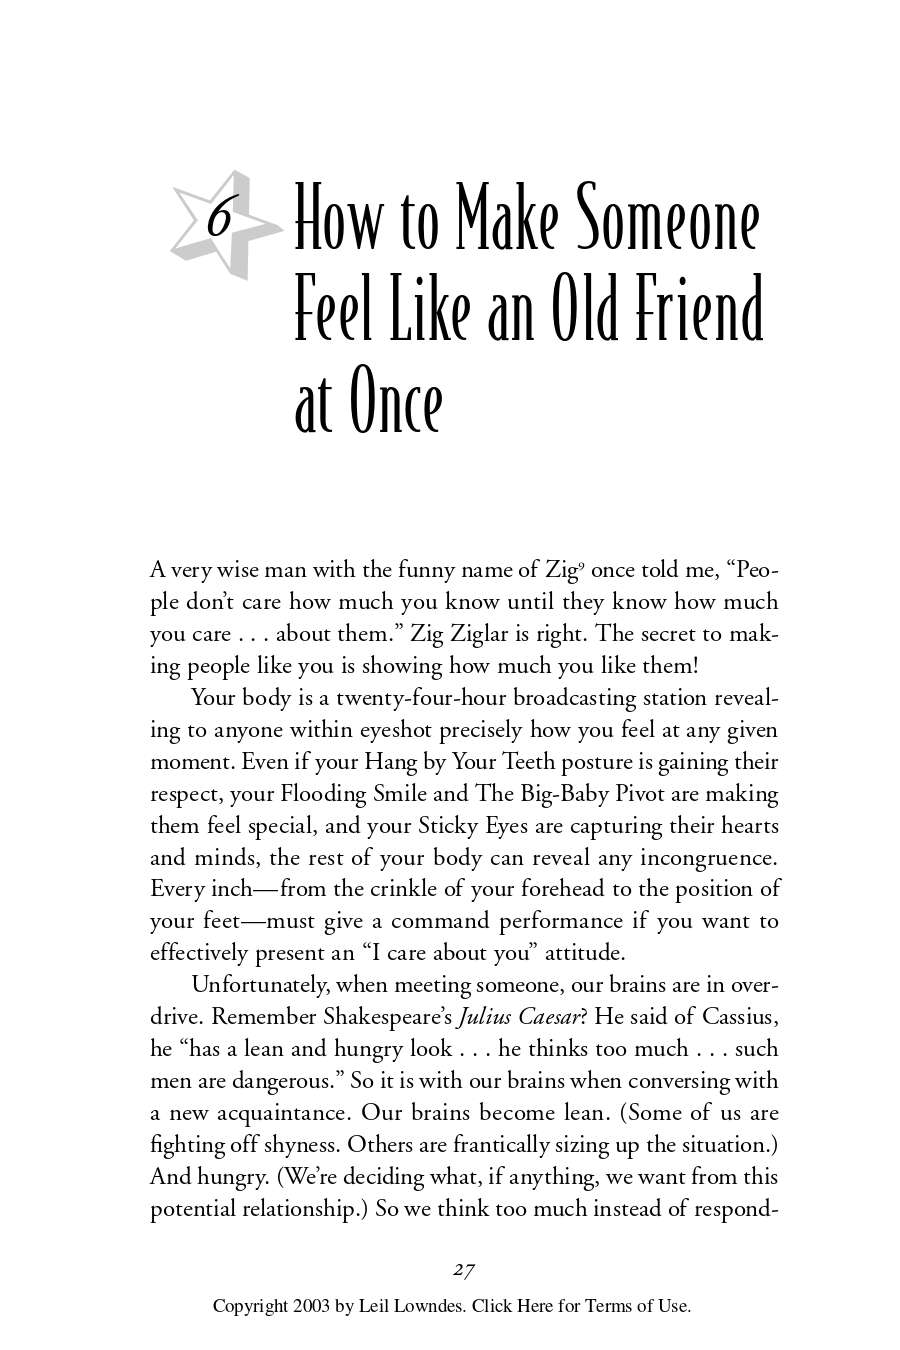 6
How to Make Someone
Feel Like an Old Friend
at Once
A very wise man with the funny name of Zig⁹ once told me, “Peo-
ple don’t care how much you know until they know how much
you care . . . about them.” Zig Ziglar is right. The secret to mak-
ing people like you is showing how much you like them!
Your body is a twenty-four-hour broadcasting station reveal-
ing to anyone within eyeshot precisely how you feel at any given
moment. Even if your Hang by Your Teeth posture is gaining their
respect, your Flooding Smile and The Big-Baby Pivot are making
them feel special, and your Sticky Eyes are capturing their hearts
and minds, the rest of your body can reveal any incongruence.
Every inch—from the crinkle of your forehead to the position of
your feet—must give a command performance if you want to
effectively present an “I care about you” attitude.
Unfortunately, when meeting someone, our brains are in over-
drive. Remember Shakespeare’s Julius Caesar? He said of Cassius,
he “has a lean and hungry look . . . he thinks too much . . . such
men are dangerous.” So it is with our brains when conversing with
a new acquaintance. Our brains become lean. (Some of us are
fighting off shyness. Others are frantically sizing up the situation.)
And hungry. (We’re deciding what, if anything, we want from this
potential relationship.) So we think too much instead of respond-
27
Copyright 2003 by Leil Lowndes. Click Here for Terms of Use.